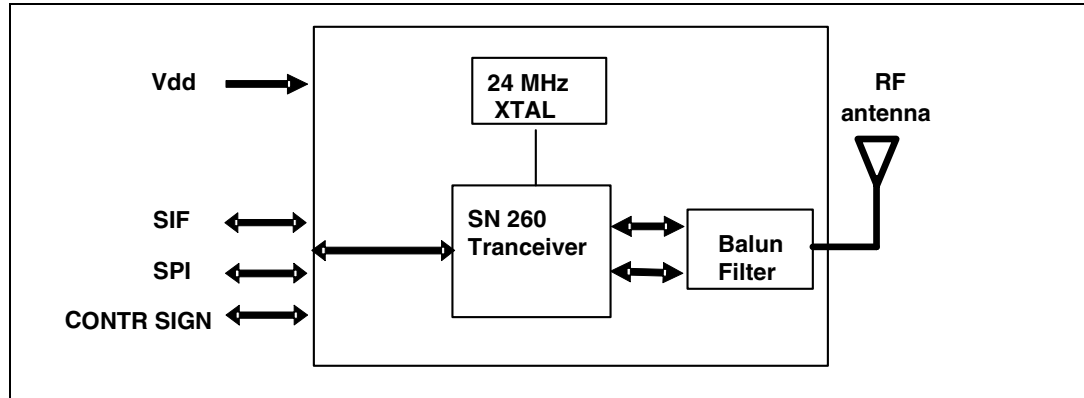 Vdd
24 MHz
XTAL
RF
antenna
SIF
SPI
CONTR SIGN
SN 260
Tranceiver
Balun
Filter